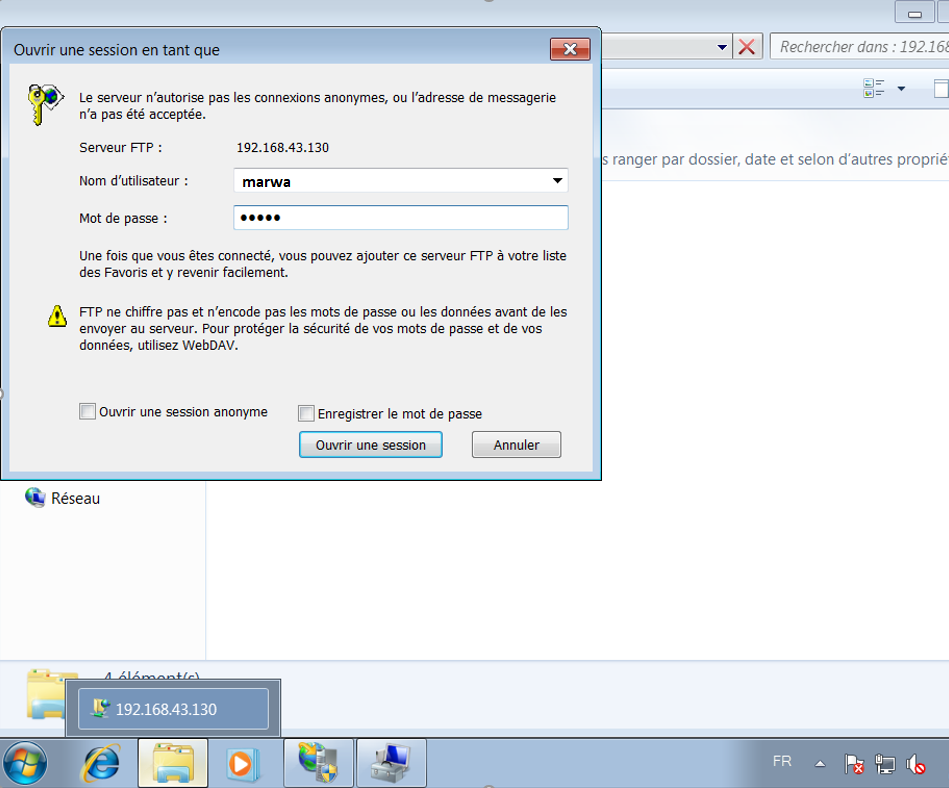 Ouvrir une session en tant que
Rechercher dans : 192.168
Le serveur n'autorise pas les connexions anonymes, ou l'adresse de messagerie
n'a pas été acceptée.
Serveur FTP : 192.168.43.130
s ranger par dossier, date et selon d'autres proprié
Nom d'utilisateur : marwa
Mot de passe : •••••
Une fois que vous êtes connecté, vous pouvez ajouter ce serveur FTP à votre liste
des Favoris et y revenir facilement.
FTP ne chiffre pas et n'encode pas les mots de passe ou les données avant de les
envoyer au serveur. Pour protéger la sécurité de vos mots de passe et de vos
données, utilisez WebDAV.
Ouvrir une session anonyme
Enregistrer le mot de passe
Ouvrir une session
Annuler
Réseau
4 élément(s)
192.168.43.130
FR